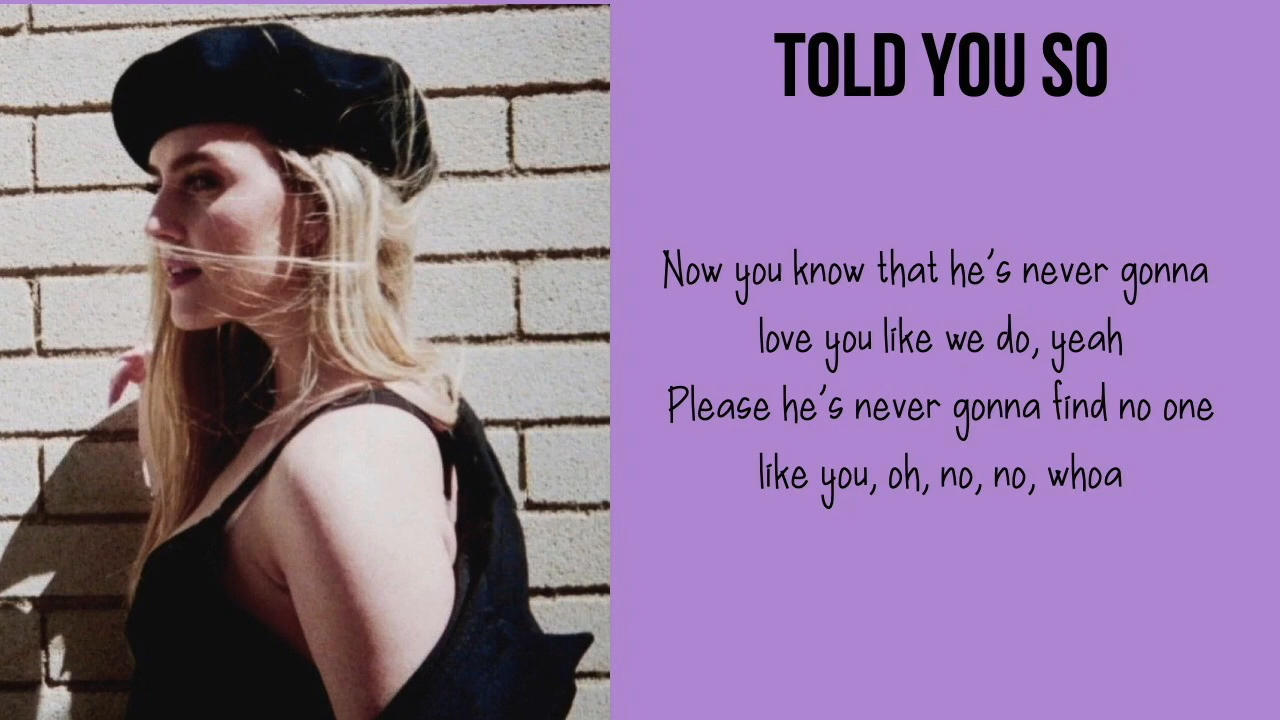 TOLD YOU SO
Now you know that he's never gonna
love you like we do, yeah
Please he's never gonna find no one
like you, oh, no, no, whoa